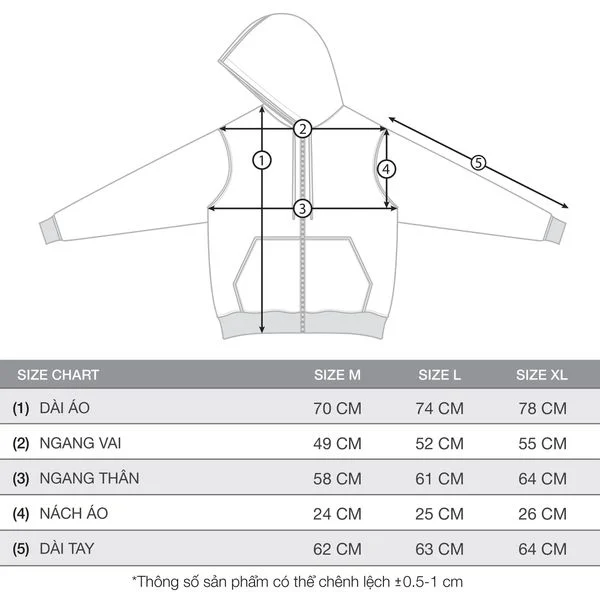 2
1
4
5
3
SIZE CHART SIZE M SIZE L SIZE XL
(1) DÀI ÁO 70 CM 74 CM 78 CM
(2) NGANG VAI 49 CM 52 CM 55 CM
(3) NGANG THÂN 58 CM 61 CM 64 CM
(4) NÁCH ÁO 24 CM 25 CM 26 CM
(5) DÀI TAY 62 CM 63 CM 64 CM
*Thông số sản phẩm có thể chênh lệch ±0.5-1 cm